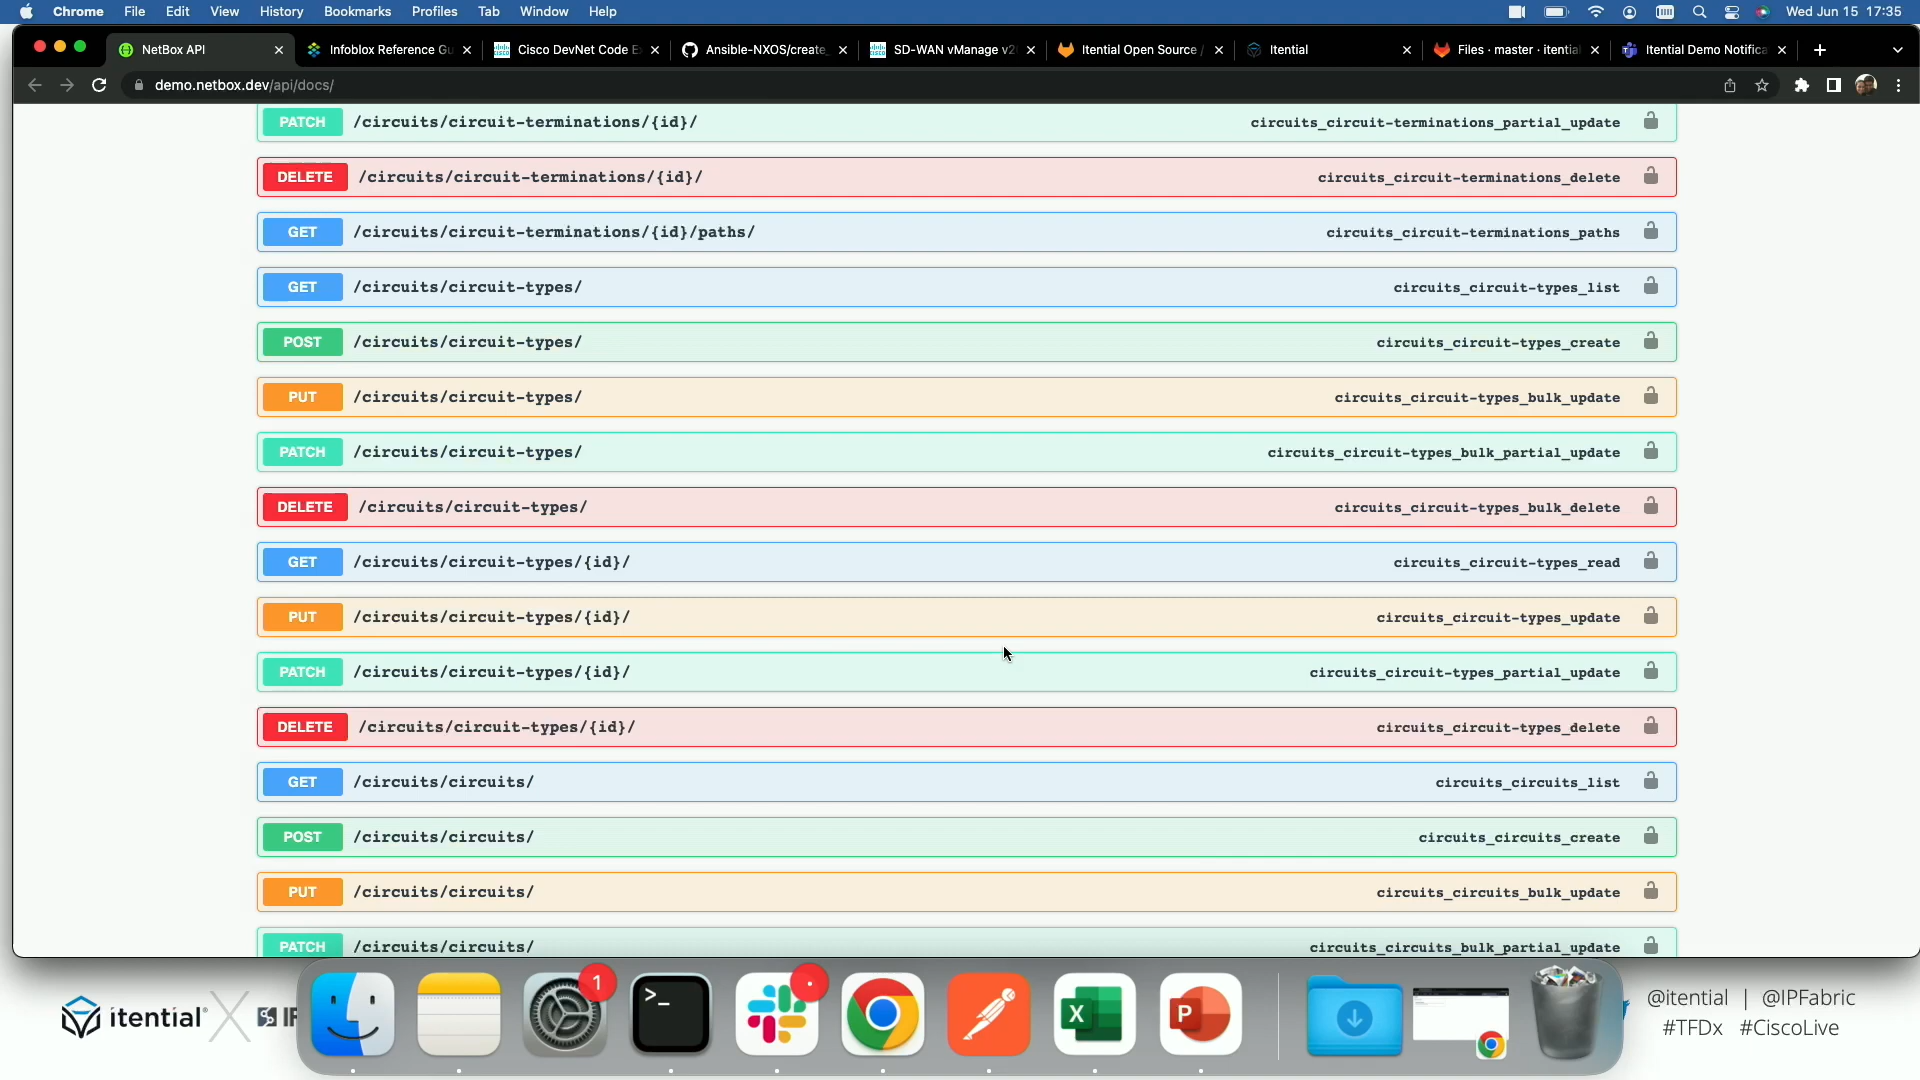 Chrome File Edit View History Bookmarks Profiles Tab Window Help Wed Jun 15 17:35
NetBox API Infoblox Reference Gu Cisco DevNet Code E Ansible-NXOS/create_ SD-WAN vManage v2 Itential Open Source / Itential Files · master · itential Itential Demo Notifica
demo.netbox.dev/api/docs/
PATCH /circuits/circuit-terminations/{id}/ circuits_circuit-terminations_partial_update
DELETE /circuits/circuit-terminations/{id}/ circuits_circuit-terminations_delete
GET /circuits/circuit-terminations/{id}/paths/ circuits_circuit-terminations_paths
GET /circuits/circuit-types/ circuits_circuit-types_list
POST /circuits/circuit-types/ circuits_circuit-types_create
PUT /circuits/circuit-types/ circuits_circuit-types_bulk_update
PATCH /circuits/circuit-types/ circuits_circuit-types_bulk_partial_update
DELETE /circuits/circuit-types/ circuits_circuit-types_bulk_delete
GET /circuits/circuit-types/{id}/ circuits_circuit-types_read
PUT /circuits/circuit-types/{id}/ circuits_circuit-types_update
PATCH /circuits/circuit-types/{id}/ circuits_circuit-types_partial_update
DELETE /circuits/circuit-types/{id}/ circuits_circuit-types_delete
GET /circuits/circuits/ circuits_circuits_list
POST /circuits/circuits/ circuits_circuits_create
PUT /circuits/circuits/ circuits_circuits_bulk_update
PATCH /circuits/circuits/ circuits_circuits_bulk_partial_update
1
>_
X
P
itential IF
@itential | @IPFabric
#TFDx #CiscoLive